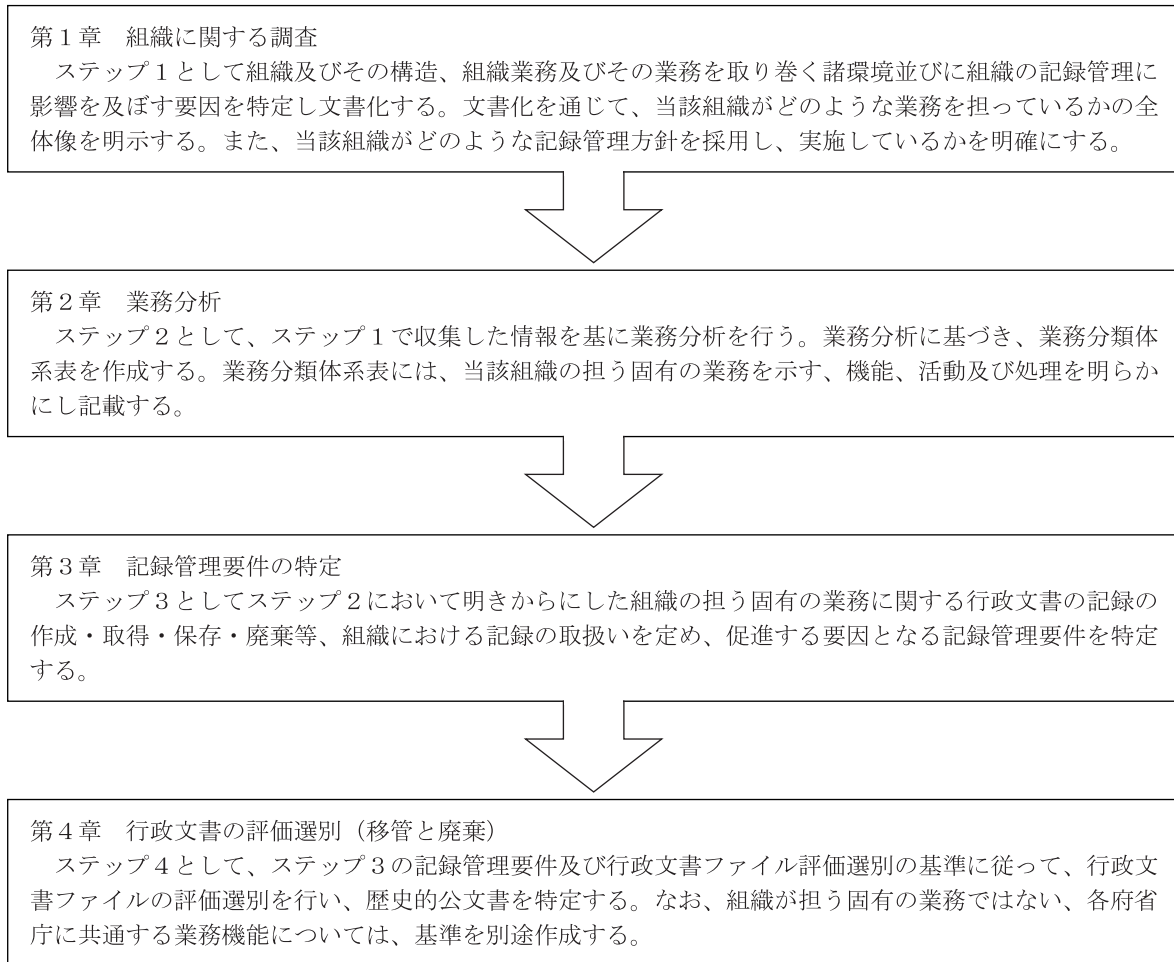 第１章　組織に関する調査
ステップ１として組織及びその構造、組織業務及びその業務を取り巻く諸環境並びに組織の記録管理に
影響を及ぼす要因を特定し文書化する。文書化を通じて、当該組織がどのような業務を担っているかの全
体像を明示する。また、当該組織がどのような記録管理方針を採用し、実施しているかを明確にする。
第２章　業務分析
ステップ２として、ステップ１で収集した情報を基に業務分析を行う。業務分析に基づき、業務分類体
系表を作成する。業務分類体系表には、当該組織の担う固有の業務を示す、機能、活動及び処理を明らか
にし記載する。
第３章　記録管理要件の特定
ステップ３としてステップ２において明きからにした組織の担う固有の業務に関する行政文書の記録の
作成・取得・保存・廃棄等、組織における記録の取扱いを定め、促進する要因となる記録管理要件を特定
する。
第４章　行政文書の評価選別（移管と廃棄）
ステップ４として、ステップ３の記録管理要件及び行政文書ファイル評価選別の基準に従って、行政文
書ファイルの評価選別を行い、歴史的公文書を特定する。なお、組織が担う固有の業務ではない、各府省
庁に共通する業務機能については、基準を別途作成する。